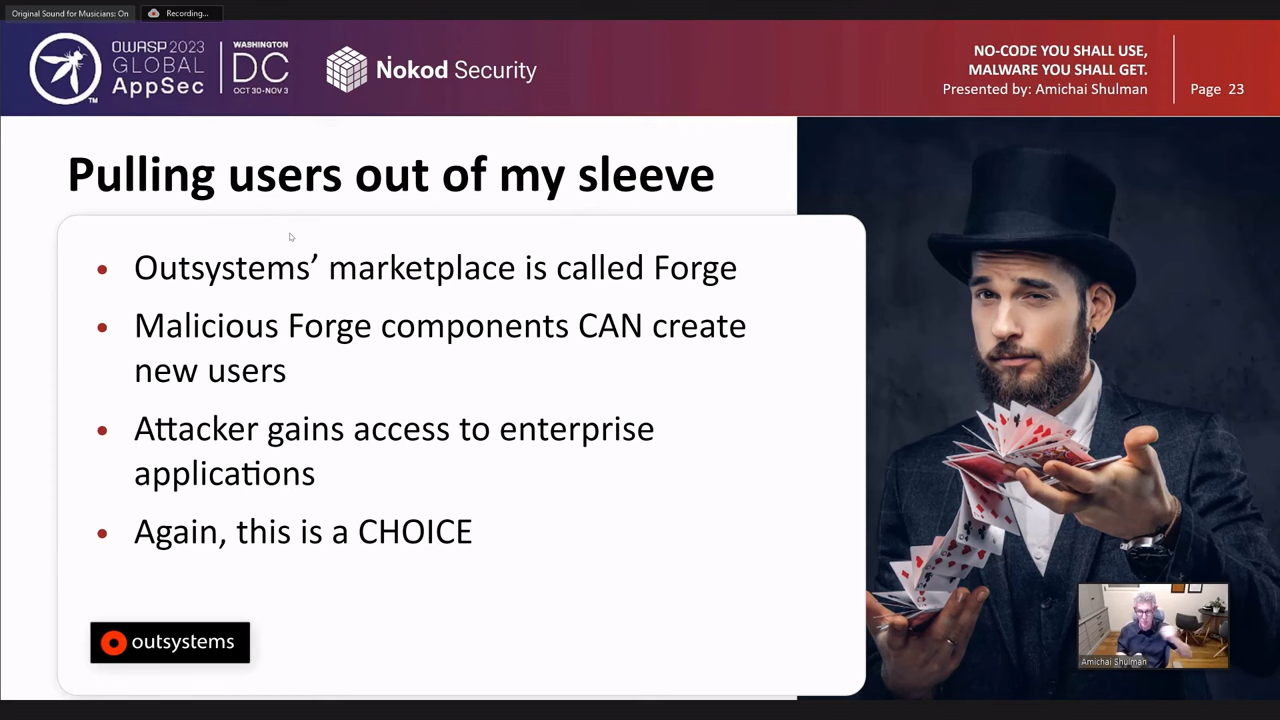 Original Sound for Musicians: On
Recording...
OWASP 2023
GLOBAL
AppSec
TM
WASHINGTON
DC
OCT 30-NOV 3
Nokod Security
NO-CODE YOU SHALL USE,
MALWARE YOU SHALL GET.
Presented by: Amichai Shulman
Page 23
Pulling users out of my sleeve
• Outsystems’ marketplace is called Forge
• Malicious Forge components CAN create
new users
• Attacker gains access to enterprise
applications
• Again, this is a CHOICE
outsystems
Amichai Shulman